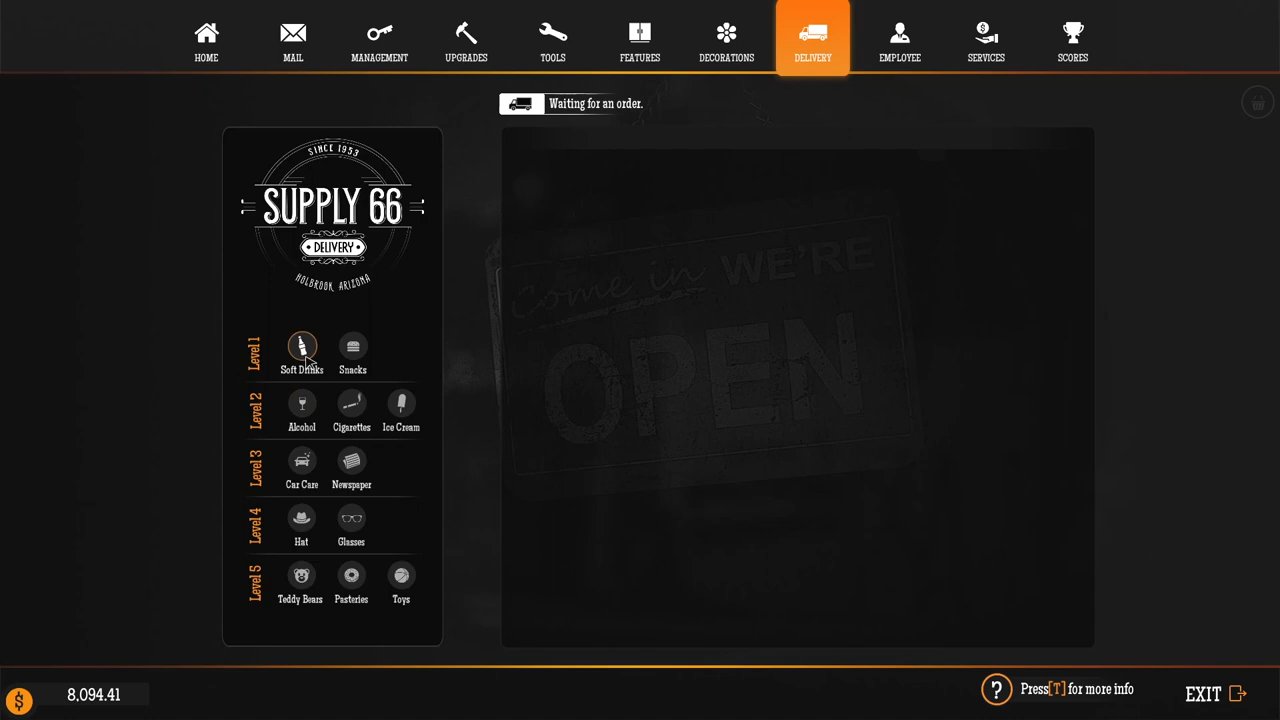 HOME MAIL MANAGEMENT UPGRADES TOOLS FEATURES DECORATIONS DELIVERY EMPLOYEE SERVICES SCORES
Waiting for an order.
SINCE 1953
SUPPLY 66
DELIVERY
HOLBROOK, ARIZONA
Come in WE'RE
OPEN
Level 1
Soft Drinks Snacks
Level 2
Alcohol Cigarettes Ice Cream
Level 3
Car Care Newspaper
Level 4
Hat Glasses
Level 5
Teddy Bears Pasteries Toys
$ 8,094.41
? Press[T] for more info
EXIT